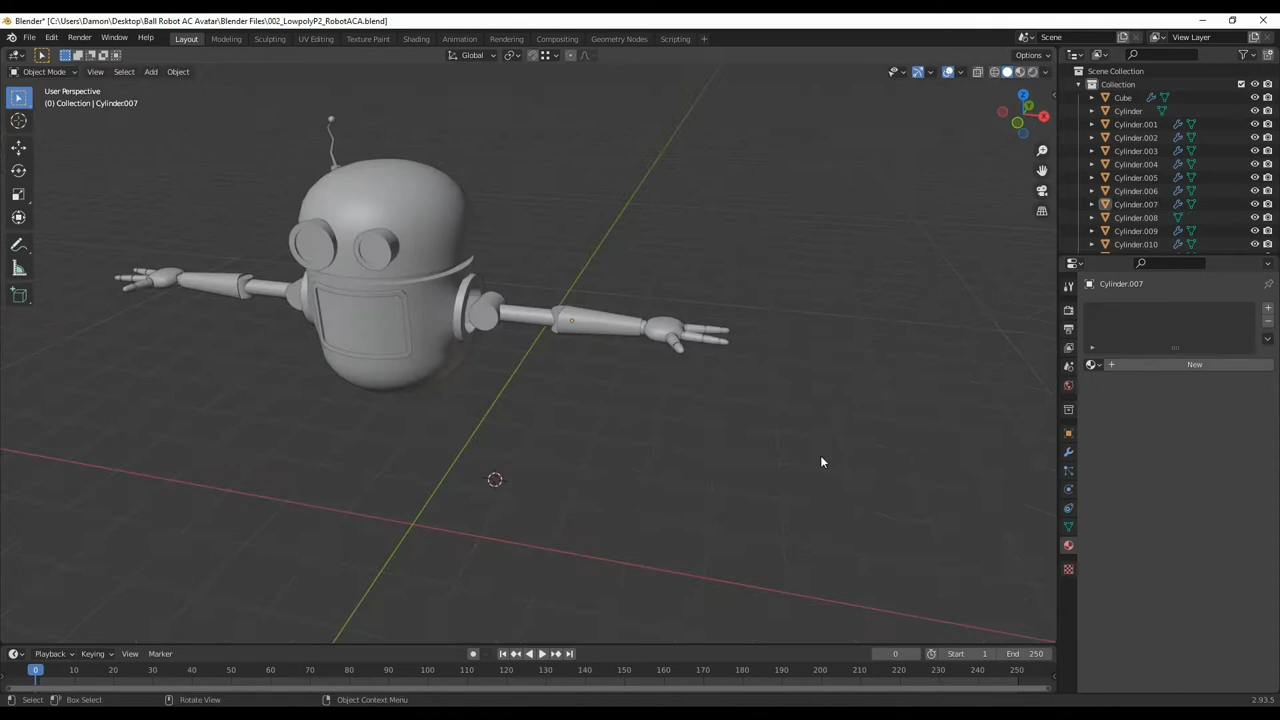 Blender* [C:\Users\Damon\Desktop\Ball Robot AC Avatar\Blender Files\002_LowpolyP2_RobotACA.blend]
File Edit Render Window Help Layout Modeling Sculpting UV Editing Texture Paint Shading Animation Rendering Compositing Geometry Nodes Scripting + Scene View Layer
Global Options
Object Mode View Select Add Object
User Perspective
(0) Collection | Cylinder.007
Z
Y
X
Scene Collection
Collection
Cube
Cylinder
Cylinder.001
Cylinder.002
Cylinder.003
Cylinder.004
Cylinder.005
Cylinder.006
Cylinder.007
Cylinder.008
Cylinder.009
Cylinder.010
Cylinder.007
New
Playback Keying View Marker 0 Start 1 End 250
0 10 20 30 40 50 60 70 80 90 100 110 120 130 140 150 160 170 180 190 200 210 220 230 240 250
Select Box Select Rotate View Object Context Menu 2.93.5